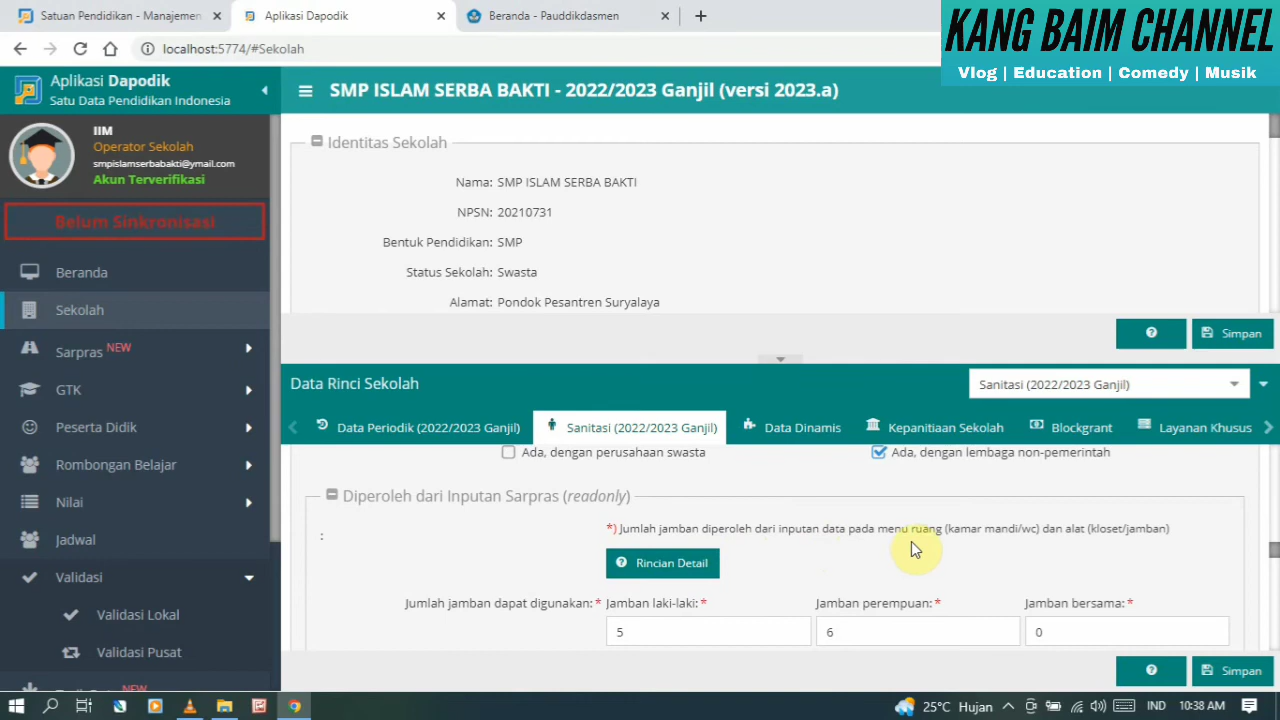 Satuan Pendidikan - Manajemen
Aplikasi Dapodik
Beranda - Pauddikdasmen
KANG BAIM CHANNEL
Vlog | Education | Comedy | Musik
localhost:5774/#Sekolah
Aplikasi Dapodik
Satu Data Pendidikan Indonesia
SMP ISLAM SERBA BAKTI - 2022/2023 Ganjil (versi 2023.a)
IIM
Operator Sekolah
smpislamserbabakti@ymail.com
Akun Terverifikasi
Belum Sinkronisasi
Beranda
Sekolah
Sarpras NEW
GTK
Peserta Didik
Rombongan Belajar
Nilai
Jadwal
Validasi
Validasi Lokal
Validasi Pusat
NEW
Identitas Sekolah
Nama: SMP ISLAM SERBA BAKTI
NPSN: 20210731
Bentuk Pendidikan: SMP
Status Sekolah: Swasta
Alamat: Pondok Pesantren Suryalaya
Simpan
Data Rinci Sekolah
Sanitasi (2022/2023 Ganjil)
Data Periodik (2022/2023 Ganjil)
Sanitasi (2022/2023 Ganjil)
Data Dinamis
Kepanitiaan Sekolah
Blockgrant
Layanan Khusus
Ada, dengan perusahaan swasta
Ada, dengan lembaga non-pemerintah
Diperoleh dari Inputan Sarpras (readonly)
:
*) Jumlah jamban diperoleh dari inputan data pada menu ruang (kamar mandi/wc) dan alat (kloset/jamban)
Rincian Detail
Jumlah jamban dapat digunakan: * Jamban laki-laki: * Jamban perempuan: * Jamban bersama: *
5 6 0
Simpan
25°C Hujan
IND
10:38 AM